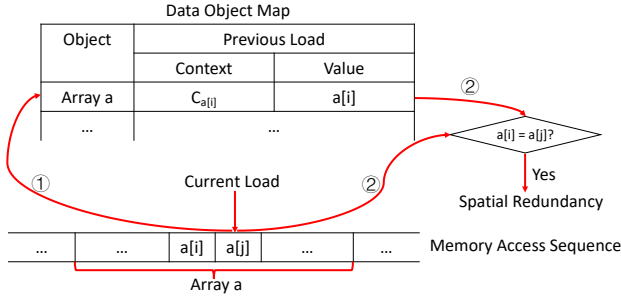 Data Object Map
Object Previous Load
Context Value
Array a C_a[i] a[i]
... ...
②
a[i] = a[j]?
① Current Load ② Yes
Spatial Redundancy
... ... a[i] a[j] ... ... Memory Access Sequence
Array a